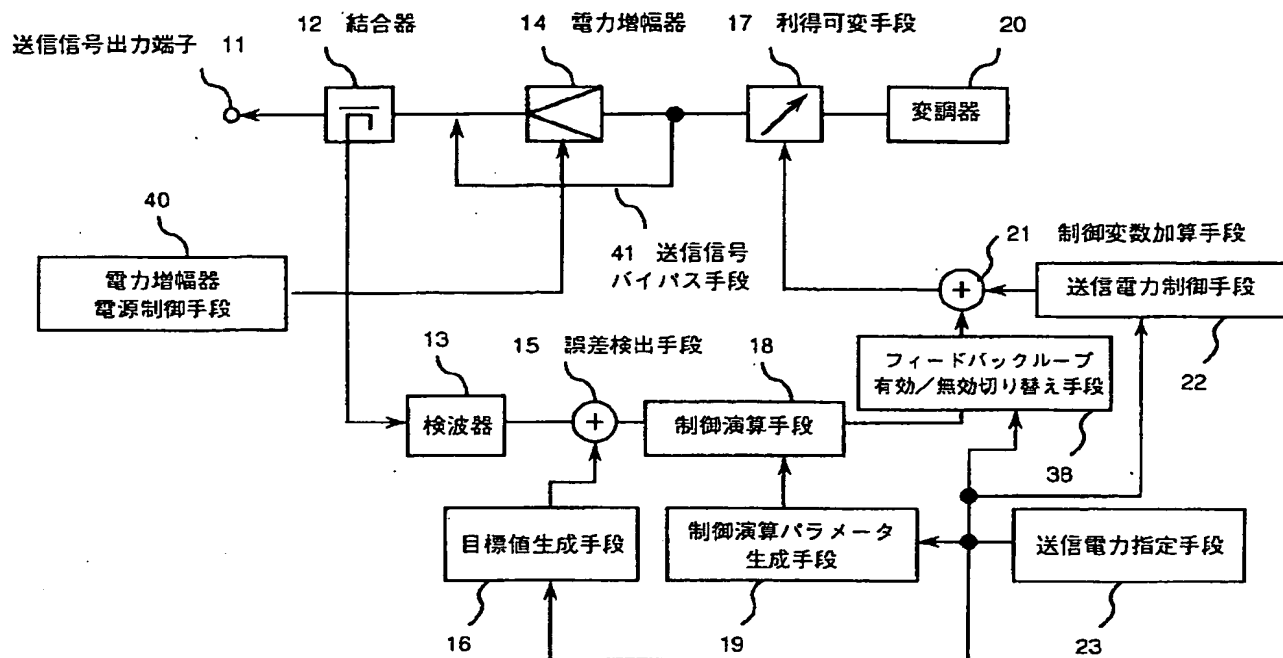 12 結合器
14 電力増幅器
17 利得可変手段
20
送信信号出力端子 11
変調器
40
41 送信信号
バイパス手段
21 制御変数加算手段
電力増幅器
電源制御手段
送信電力制御手段
13
15 誤差検出手段
18
フィードバックループ
有効/無効切り替え手段
22
検波器
制御演算手段
38
目標値生成手段
制御演算パラメータ
生成手段
送信電力指定手段
16
19
23